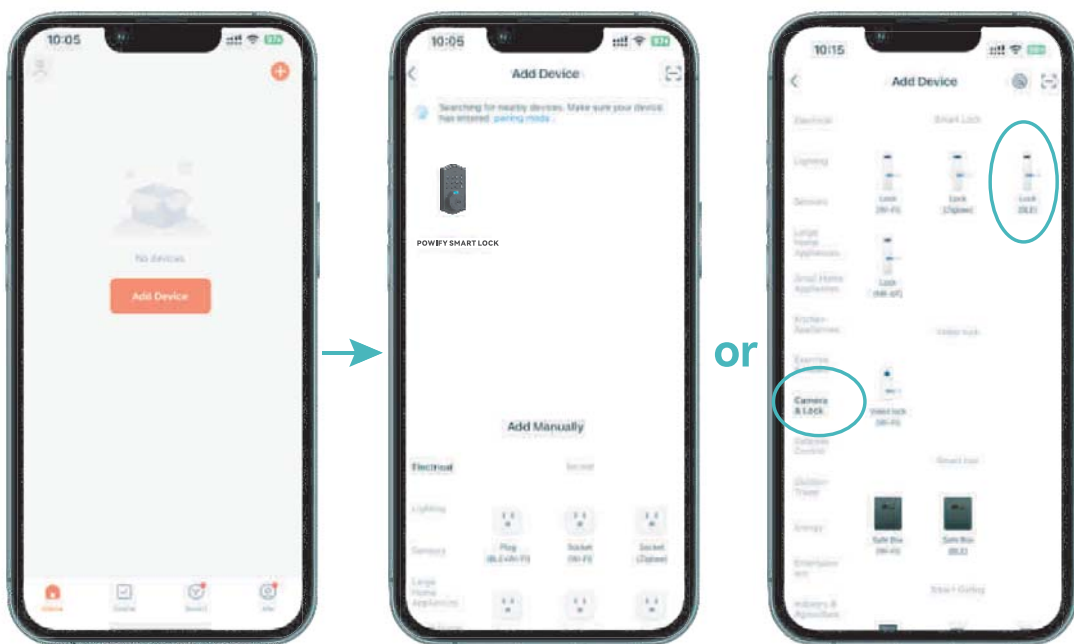 10:05
No devices
Add Device
Home
Scene
Smart
Me
10:05
Add Device
Searching for nearby devices. Make sure your device
has entered pairing mode .
POWIFY SMART LOCK
Add Manually
Electrical
Socket
Lighting
Sensors
Plug
(BLE+Wi-Fi)
Socket
(Wi-Fi)
Socket
(Zigbee)
Large
Home
Appliances
or
10:15
Add Device
Electrical
Smart Lock
Lighting
Sensors
Lock
(Wi-Fi)
Lock
(Zigbee)
Lock
(BLE)
Large
Home
Appliances
Small Home
Appliances
Lock
(NB-IoT)
Kitchen
Appliances
Video lock
Exercise
Camera
& Lock
Video lock
(Wi-Fi)
Gateway
Control
Outdoor
Travel
Energy
Safe Box
(Wi-Fi)
Safe Box
(BLE)
Entertainm
ent
Industry &
Agriculture